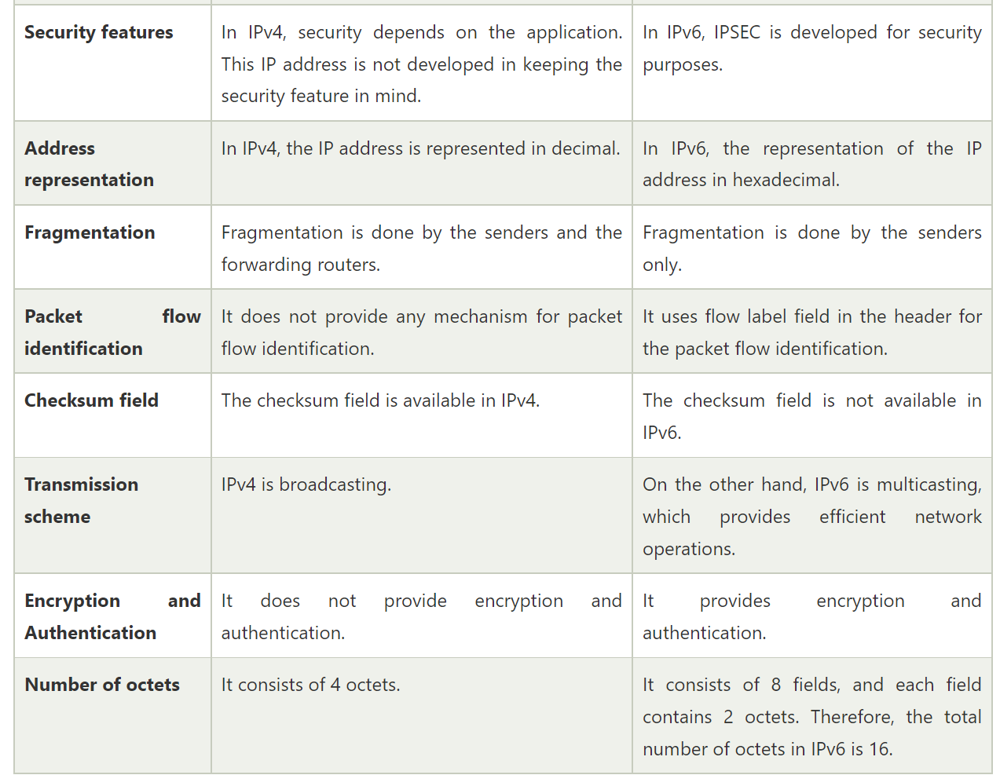 Security features
In IPv4, security depends on the application.
This IP address is not developed in keeping the
security feature in mind.
In IPv6, IPSEC is developed for security
purposes.
Address
representation
In IPv4, the IP address is represented in decimal.
In IPv6, the representation of the IP
address in hexadecimal.
Fragmentation
Fragmentation is done by the senders and the
forwarding routers.
Fragmentation is done by the senders
only.
Packet flow
identification
It does not provide any mechanism for packet
flow identification.
It uses flow label field in the header for
the packet flow identification.
Checksum field
The checksum field is available in IPv4.
The checksum field is not available in
IPv6.
Transmission
scheme
IPv4 is broadcasting.
On the other hand, IPv6 is multicasting,
which provides efficient network
operations.
Encryption and
Authentication
It does not provide encryption and
authentication.
It provides encryption and
authentication.
Number of octets
It consists of 4 octets.
It consists of 8 fields, and each field
contains 2 octets. Therefore, the total
number of octets in IPv6 is 16.